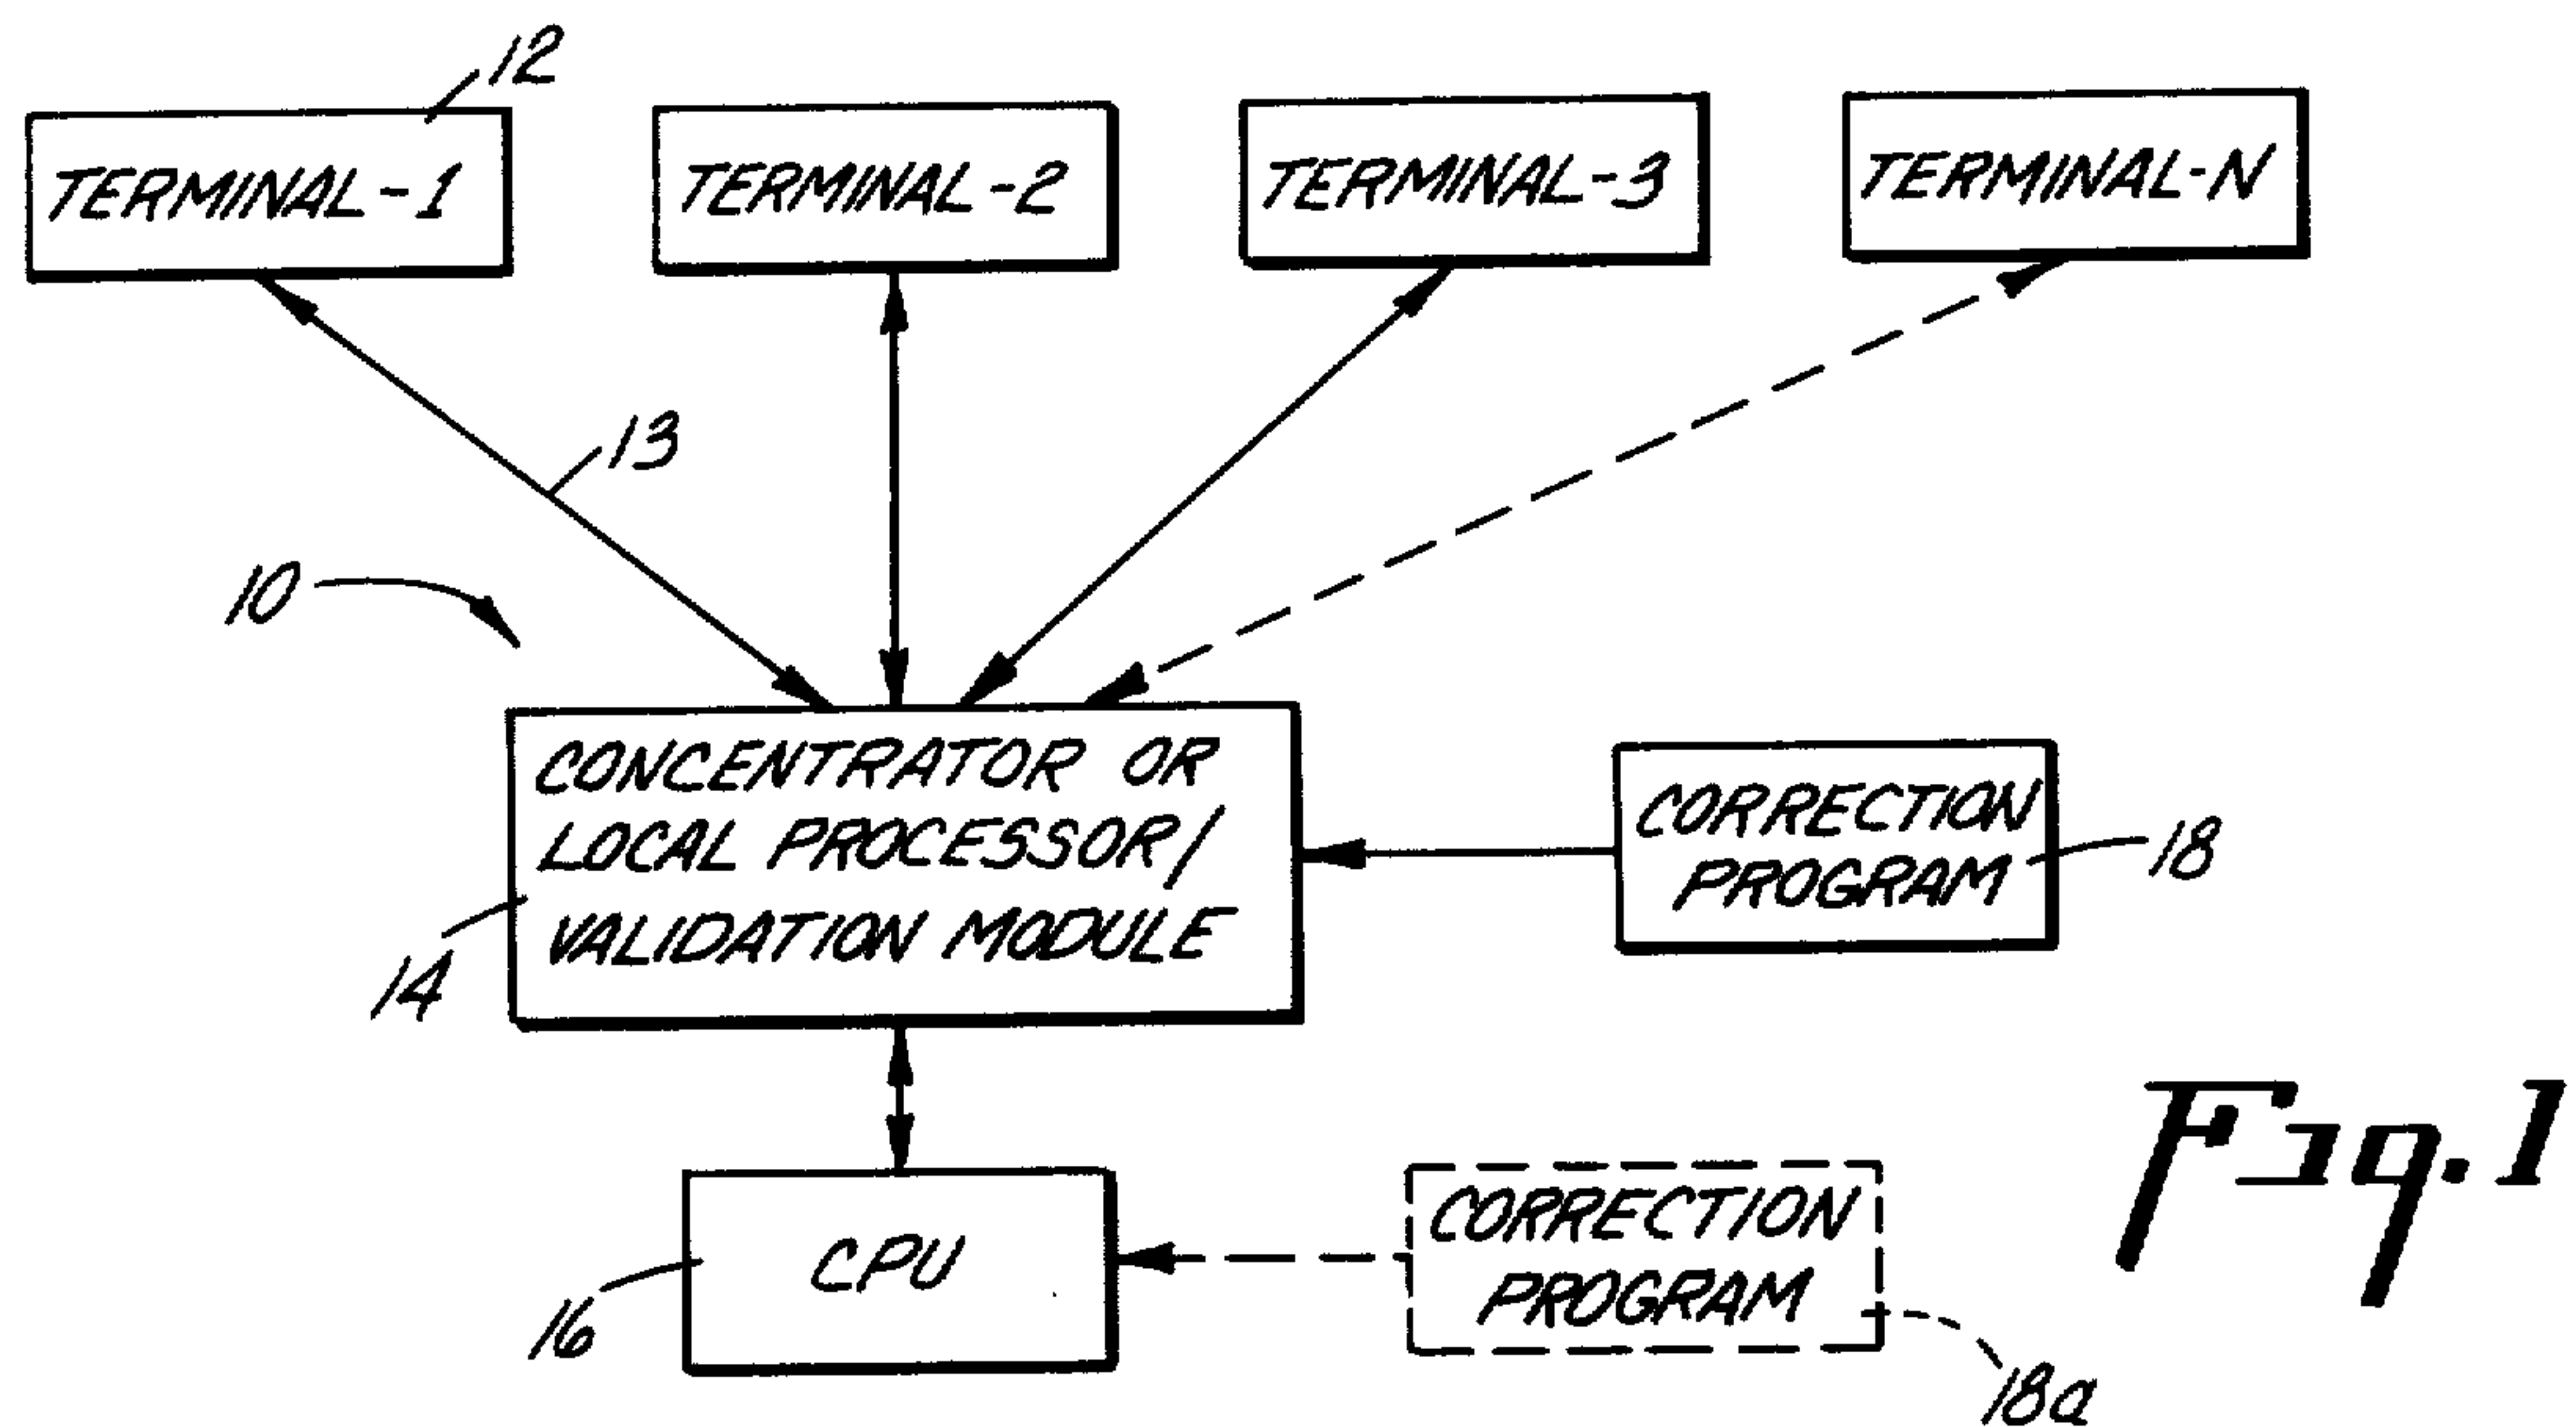 12
TERMINAL-1
TERMINAL-2
TERMINAL-3
TERMINAL-N
13
10
CONCENTRATOR OR
LOCAL PROCESSOR/
VALIDATION MODULE
14
CORRECTION
PROGRAM
18
CPU
16
CORRECTION
PROGRAM
18a
Fig. 1